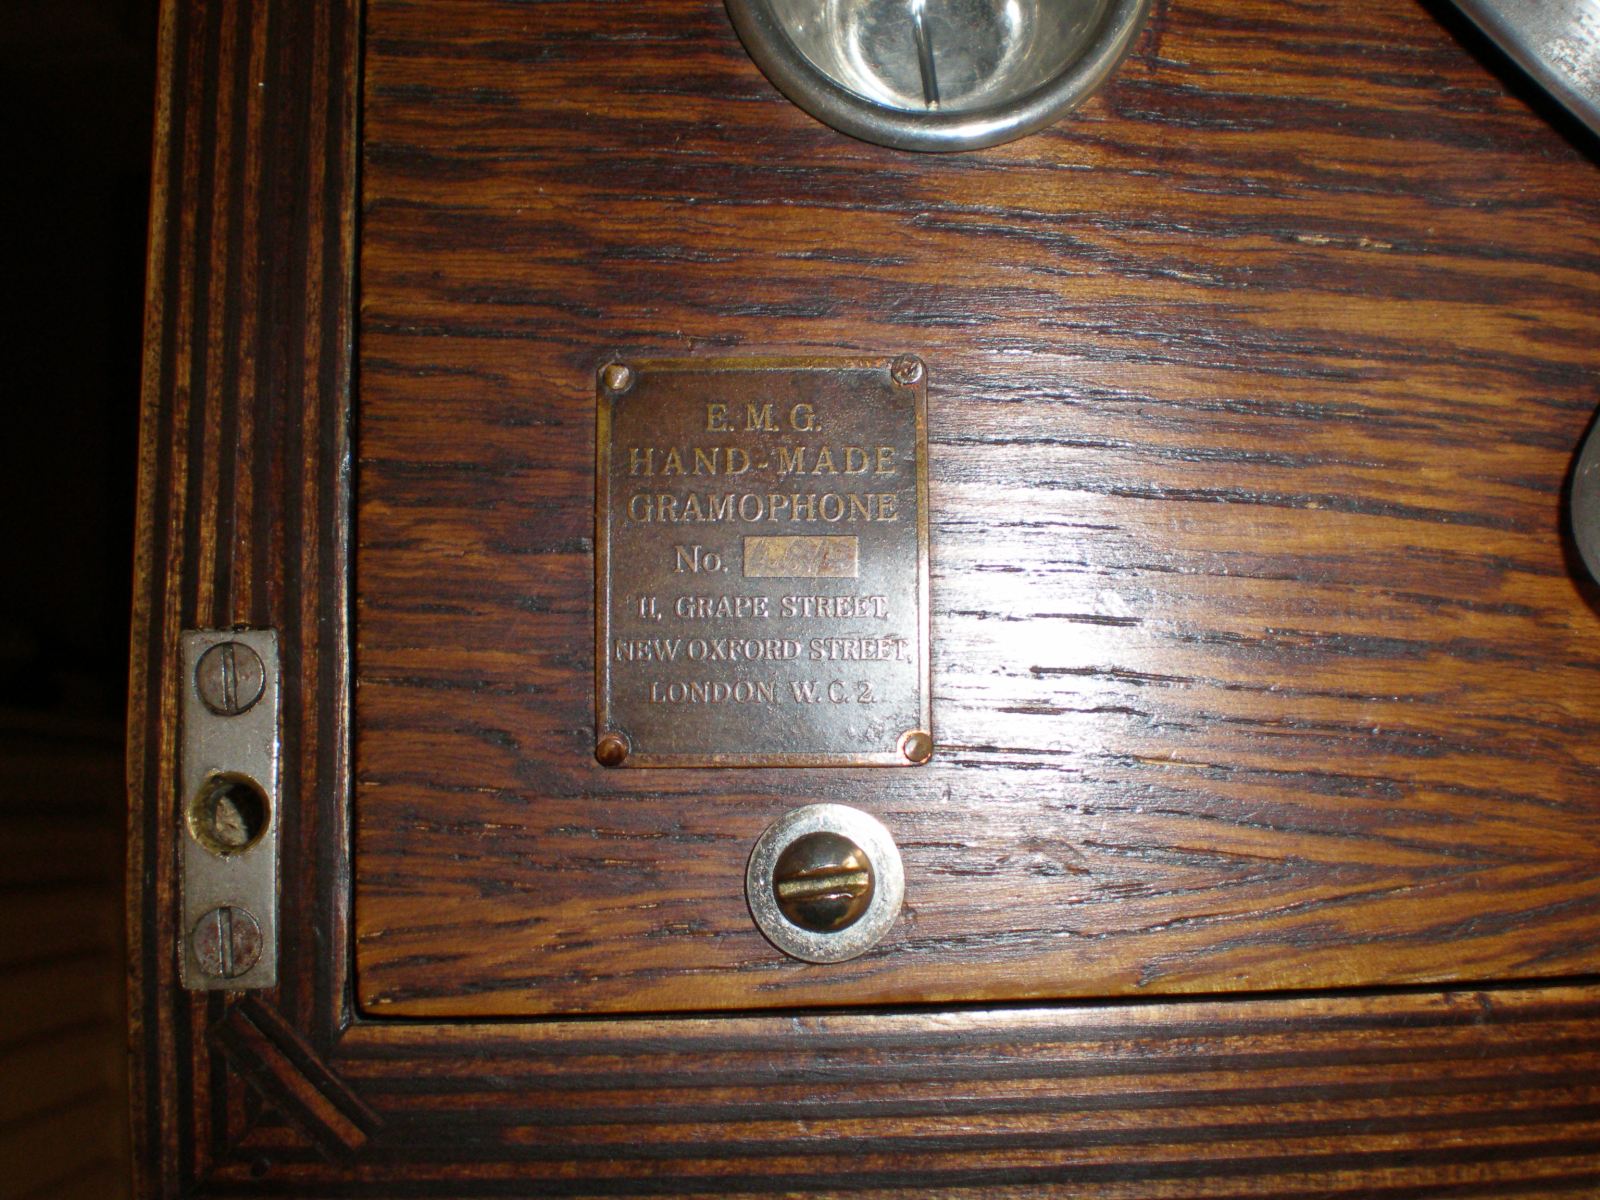 E. M. G.
HAND-MADE
GRAMOPHONE
No.
11, GRAPE STREET,
NEW OXFORD STREET,
LONDON, W. C. 2.